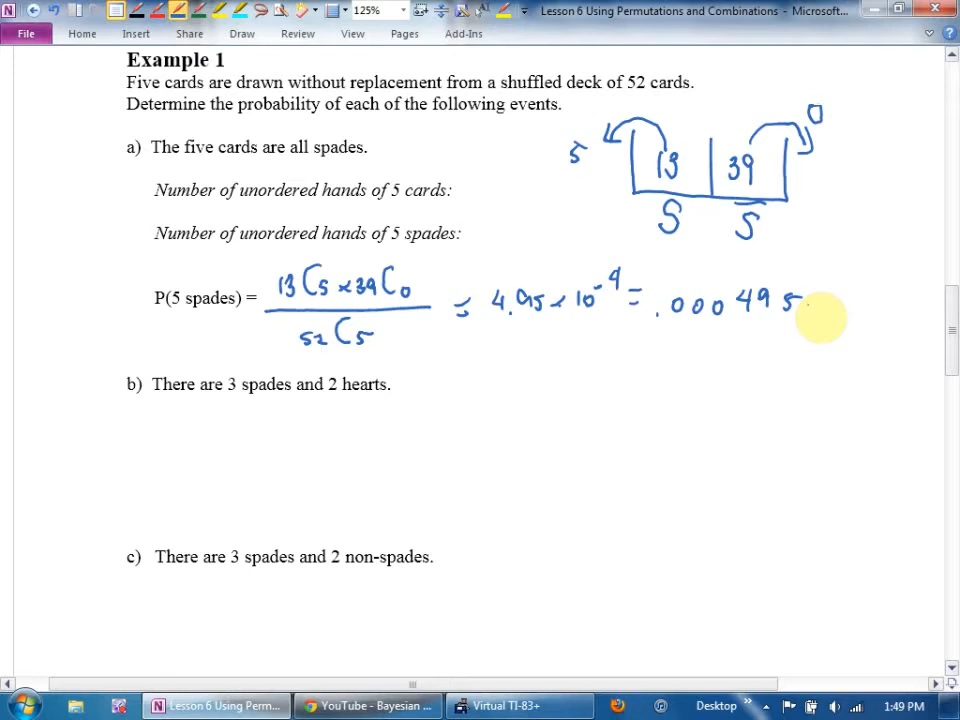 125%
Lesson 6 Using Permutations and Combinations - Microsoft...
File Home Insert Share Draw Review View Pages Add-Ins
Example 1
Five cards are drawn without replacement from a shuffled deck of 52 cards.
Determine the probability of each of the following events.
a) The five cards are all spades.
5 13 39 0
S S̅
Number of unordered hands of 5 cards:
Number of unordered hands of 5 spades:
P(5 spades) = 13C5 × 39C0 / 52C5 = 4.95 × 10⁻⁴ = .000495
b) There are 3 spades and 2 hearts.
c) There are 3 spades and 2 non-spades.
Lesson 6 Using Perm... YouTube - Bayesian ... Virtual TI-83+ Desktop 1:49 PM